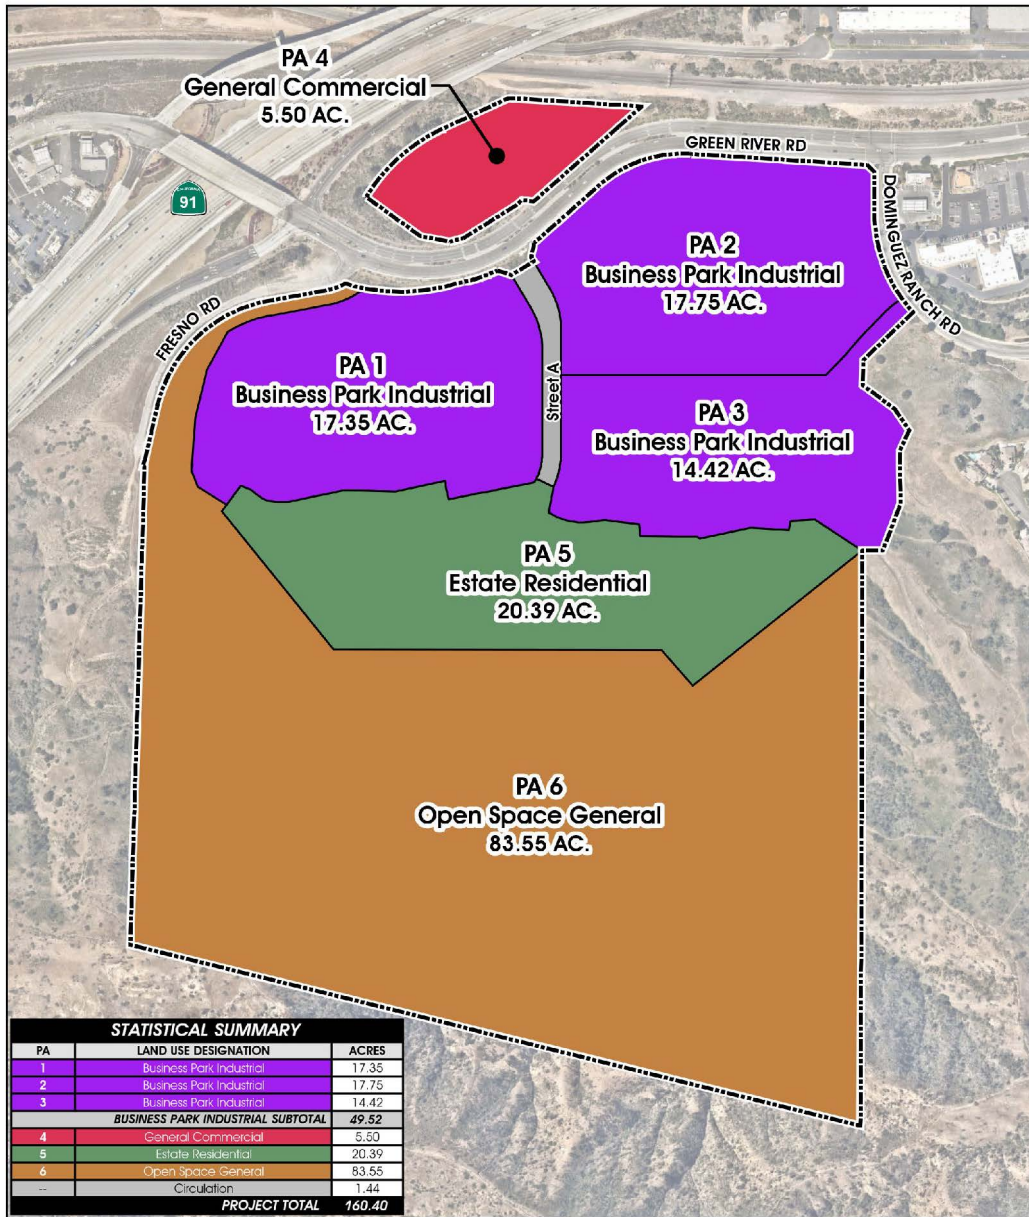 PA 4
General Commercial
5.50 AC.
GREEN RIVER RD
CALIFORNIA
91
DOMINGUEZ RANCH RD
PA 2
Business Park Industrial
17.75 AC.
FRESNO RD
PA 1
Business Park Industrial
17.35 AC.
Street A
PA 3
Business Park Industrial
14.42 AC.
PA 5
Estate Residential
20.39 AC.
PA 6
Open Space General
83.55 AC.
STATISTICAL SUMMARY
PA LAND USE DESIGNATION ACRES
1 Business Park Industrial 17.35
2 Business Park Industrial 17.75
3 Business Park Industrial 14.42
BUSINESS PARK INDUSTRIAL SUBTOTAL 49.52
4 General Commercial 5.50
5 Estate Residential 20.39
6 Open Space General 83.55
-- Circulation 1.44
PROJECT TOTAL 160.40